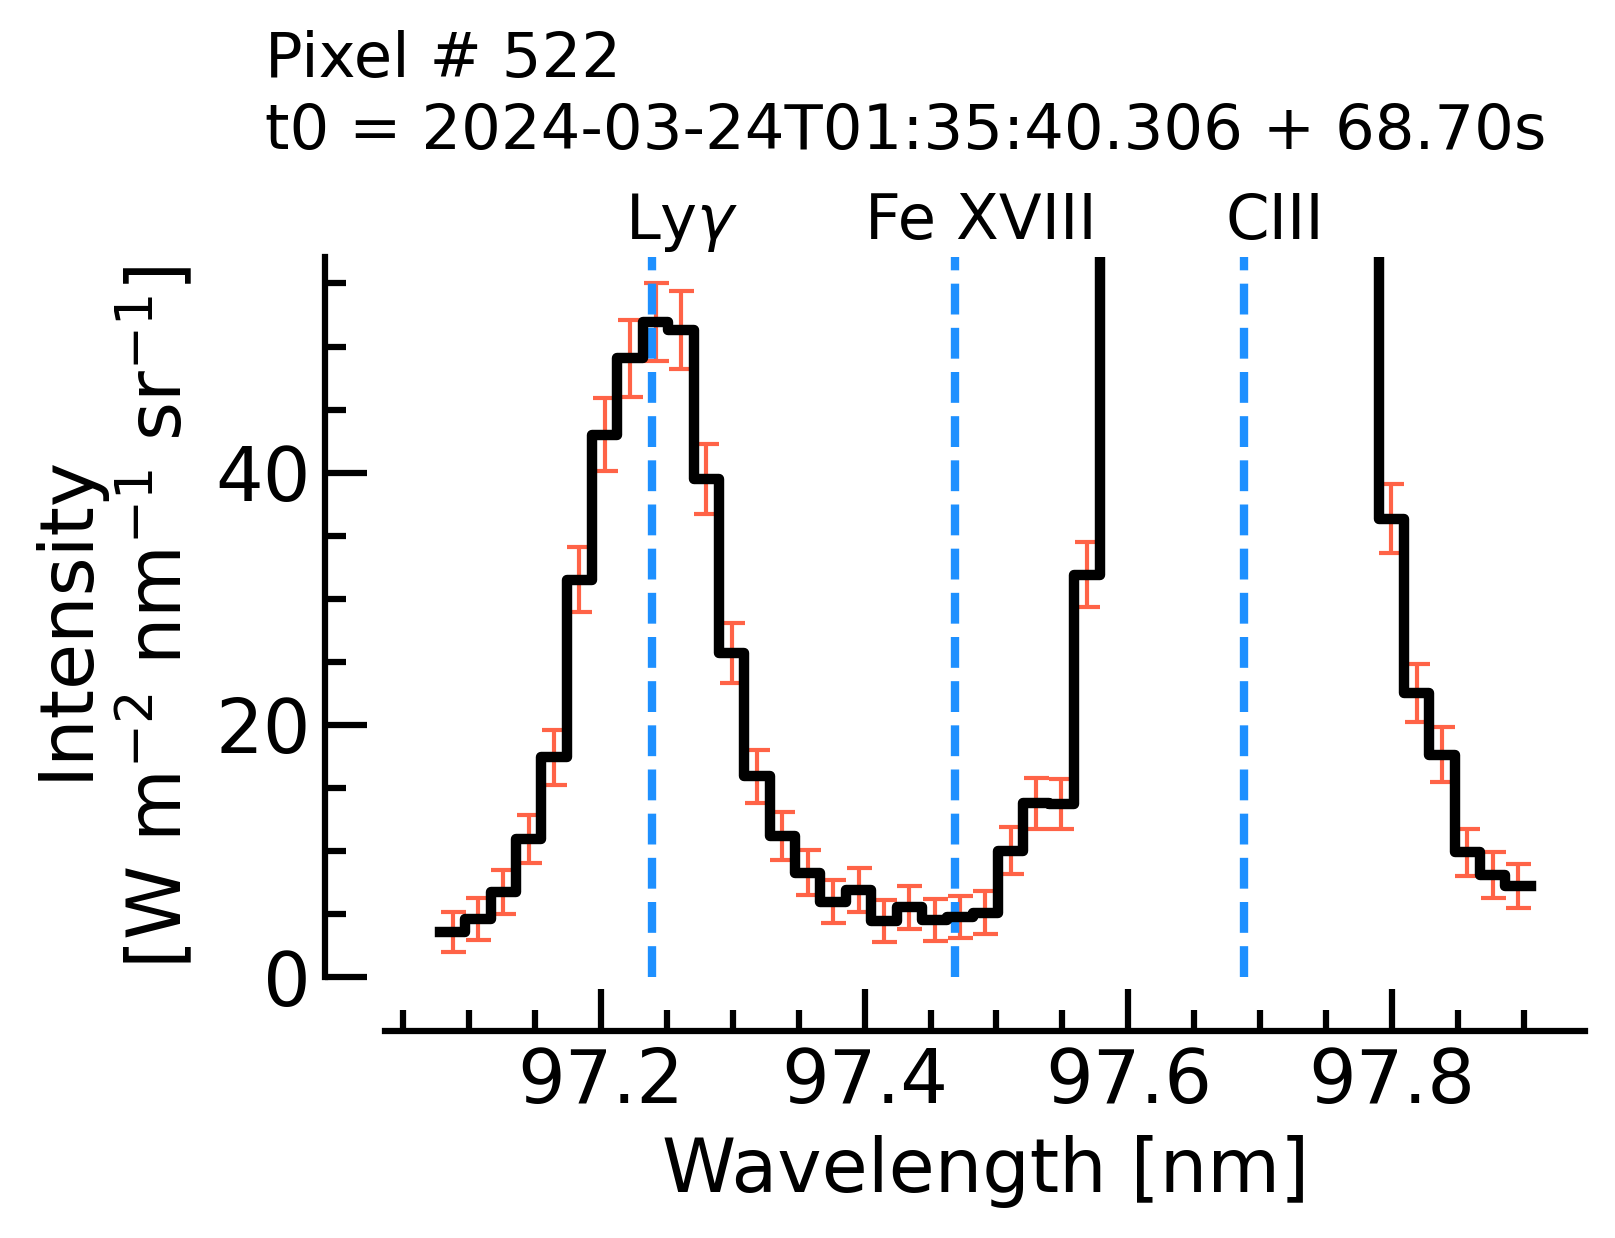 Pixel # 522
t0 = 2024-03-24T01:35:40.306 + 68.70s
Lyγ Fe XVIII CIII
Intensity
[W m⁻² nm⁻¹ sr⁻¹]
40
20
0
97.2 97.4 97.6 97.8
Wavelength [nm]